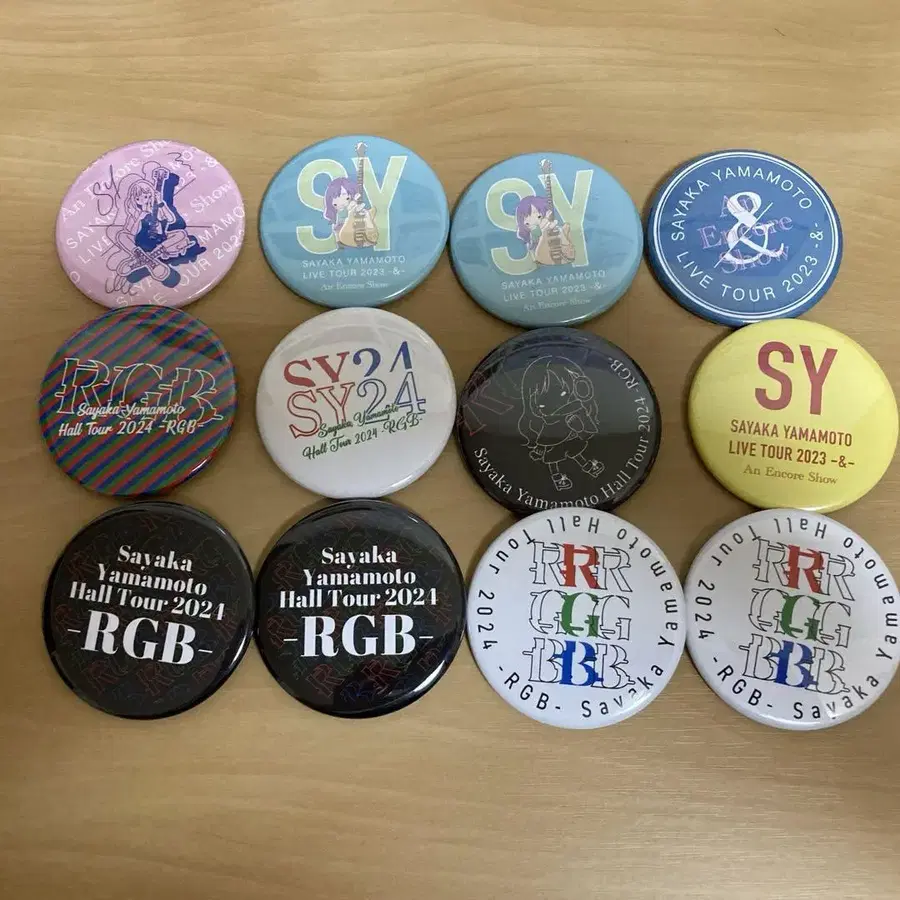 An Encore Show
SY
LIVE TOUR 202
SY
SAYAKA YAMAMOTO
LIVE TOUR 2023 -&-
An Encore Show
SY
SAYAKA YAMAMOTO
LIVE TOUR 2023 -&-
An Encore Show
SAYAKA YAMAMOTO
&
An
Encore
Show
LIVE TOUR 2023 -&-
RGB
Sayaka Yamamoto
Hall Tour 2024 -RGB-
SY24
SY24
Sayaka Yamamoto
Hall Tour 2024 -RGB-
Sayaka Yamamoto Hall Tour 2024 -RGB-
SY
SAYAKA YAMAMOTO
LIVE TOUR 2023 -&-
An Encore Show
Sayaka
Yamamoto
Hall Tour 2024
-RGB-
Sayaka
Yamamoto
Hall Tour 2024
-RGB-
Sayaka Yamamoto Hall Tour 2024 -RGB-
RRR
GGG
BBB
Sayaka Yamamoto Hall Tour 2024 -RGB-
RRR
GGG
BBB